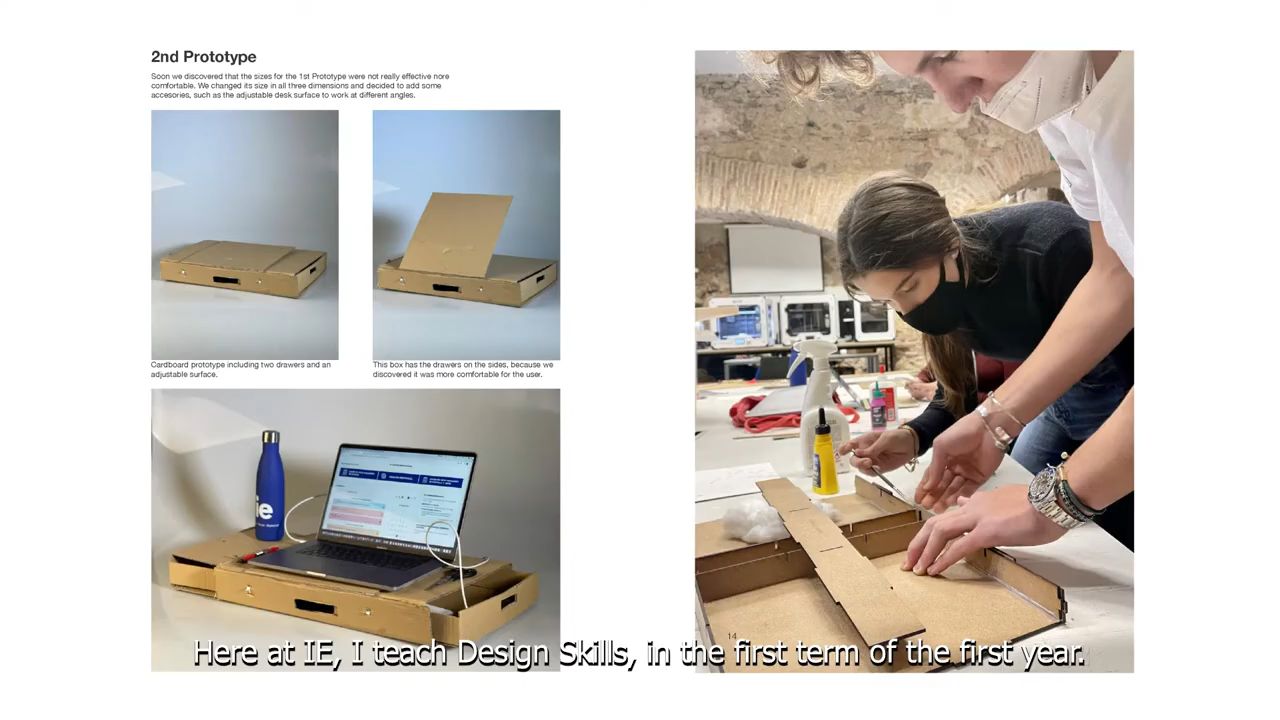 2nd Prototype
Soon we discovered that the sizes for the 1st Prototype were not really effective nore
comfortable. We changed its size in all three dimensions and decided to add some
accesories, such as the adjustable desk surface to work at different angles.
Cardboard prototype including two drawers and an
adjustable surface.
This box has the drawers on the sides, because we
discovered it was more comfortable for the user.
ie
14
Here at IE, I teach Design Skills, in the first term of the first year.